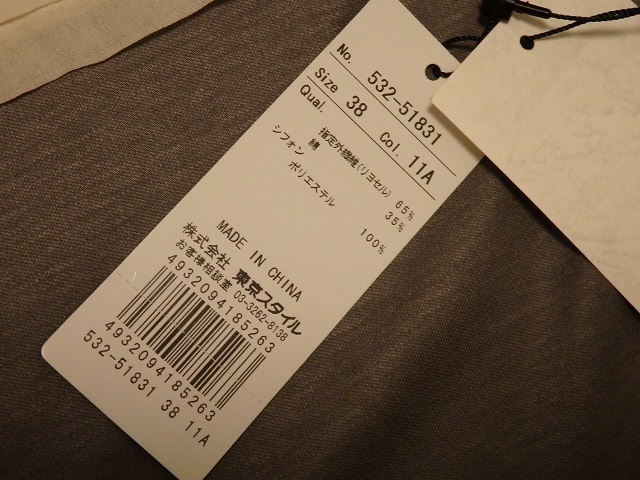 No. 532-51831
Size 38 Col. 11A
Qual.
指定外繊維(リヨセル) 65%
綿 35%
シフォン
ポリエステル 100%
MADE IN CHINA
株式会社 東京スタイル
お客様相談室 03-3262-8138
4932094185263
4932094185263
532-51831 38 11A